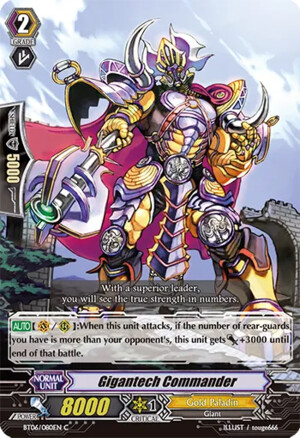 2
GRADE
5000
With a superior leader,
you will see the true strength in numbers.
AUTO
:When this unit attacks, if the number of rear-guards
you have is more than your opponent's, this unit gets +3000 until
end of that battle.
NORMAL
UNIT
Gigantech Commander
POWER
8000
1
CRITICAL
Gold Paladin
Giant
BT06/080EN C
ILLUST / touge666